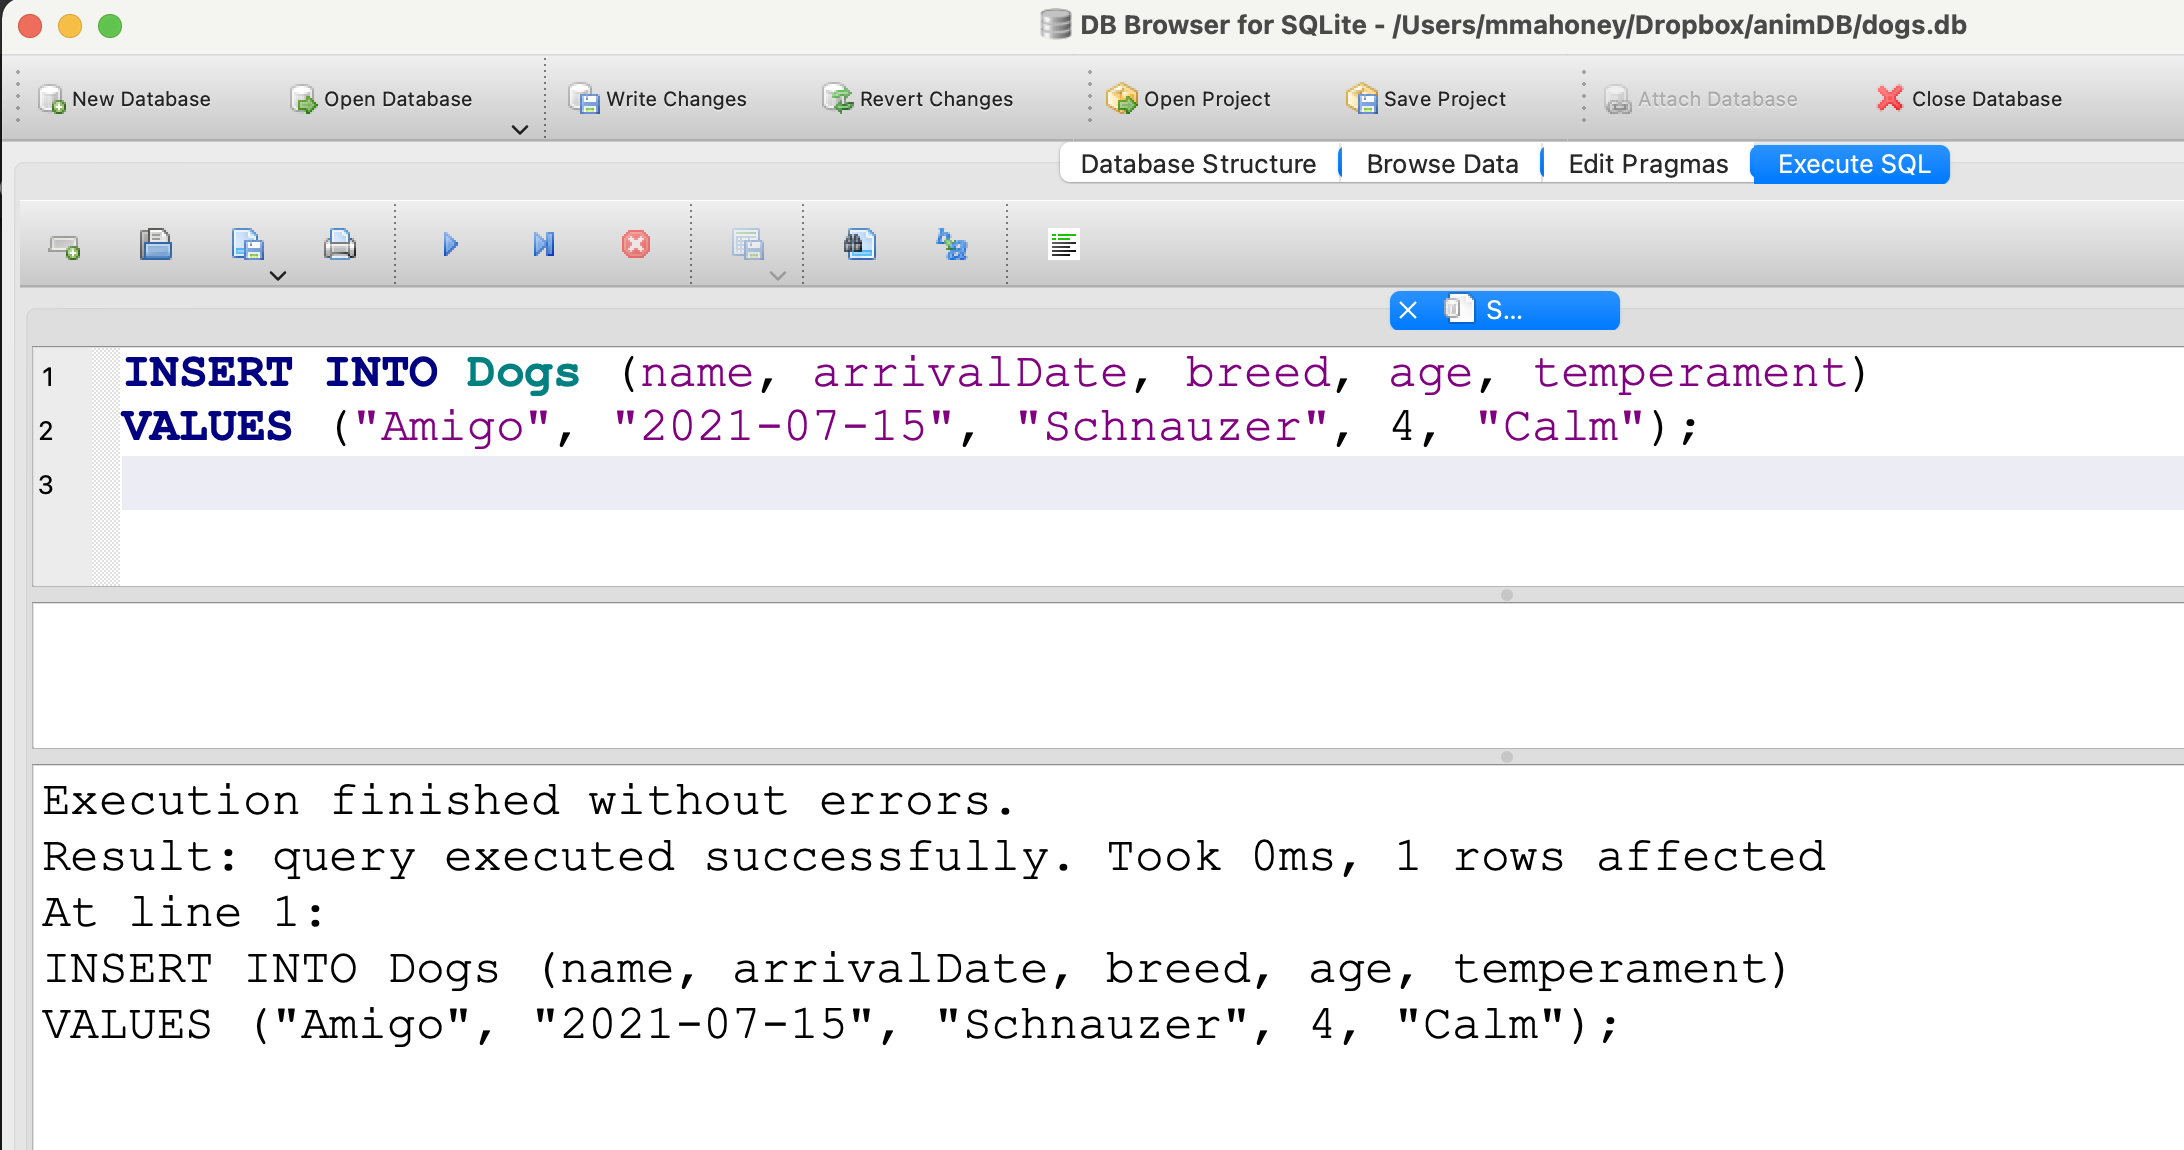 DB Browser for SQLite - /Users/mmahoney/Dropbox/animDB/dogs.db
New Database Open Database Write Changes Revert Changes Open Project Save Project Attach Database Close Database
Database Structure Browse Data Edit Pragmas Execute SQL
S...
1 INSERT INTO Dogs (name, arrivalDate, breed, age, temperament)
2 VALUES ("Amigo", "2021-07-15", "Schnauzer", 4, "Calm");
3
Execution finished without errors.
Result: query executed successfully. Took 0ms, 1 rows affected
At line 1:
INSERT INTO Dogs (name, arrivalDate, breed, age, temperament)
VALUES ("Amigo", "2021-07-15", "Schnauzer", 4, "Calm");